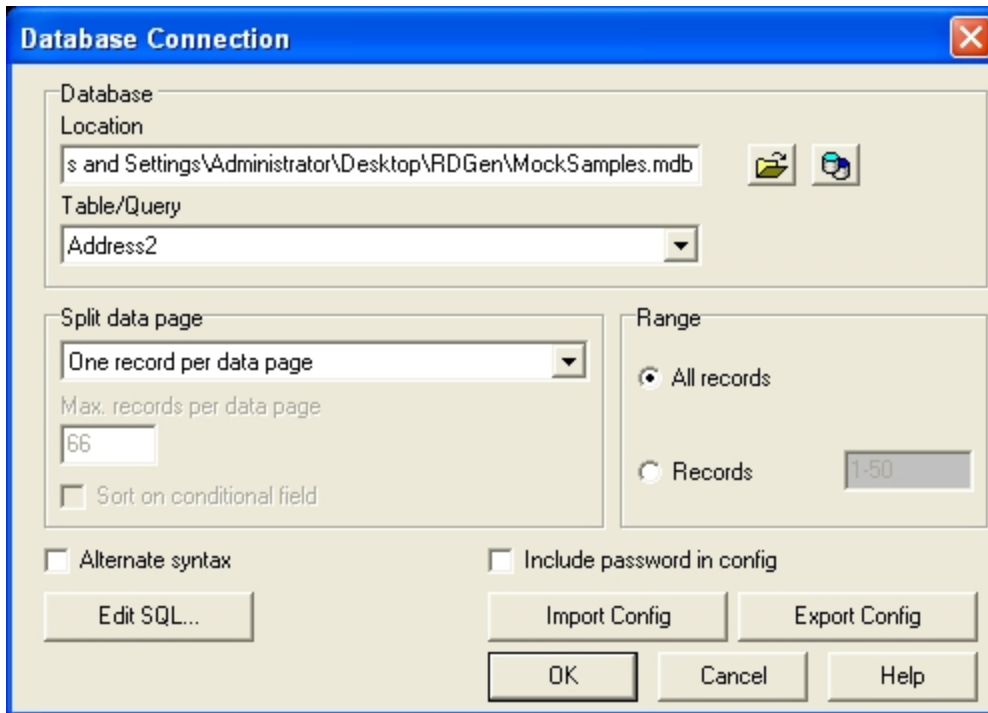 Database Connection
Database
Location
s and Settings\Administrator\Desktop\RDGen\MockSamples.mdb
Table/Query
Address2
Split data page
One record per data page
Max. records per data page
66
Sort on conditional field
Range
All records
Records 1-50
Alternate syntax
Include password in config
Edit SQL...
Import Config
Export Config
OK
Cancel
Help